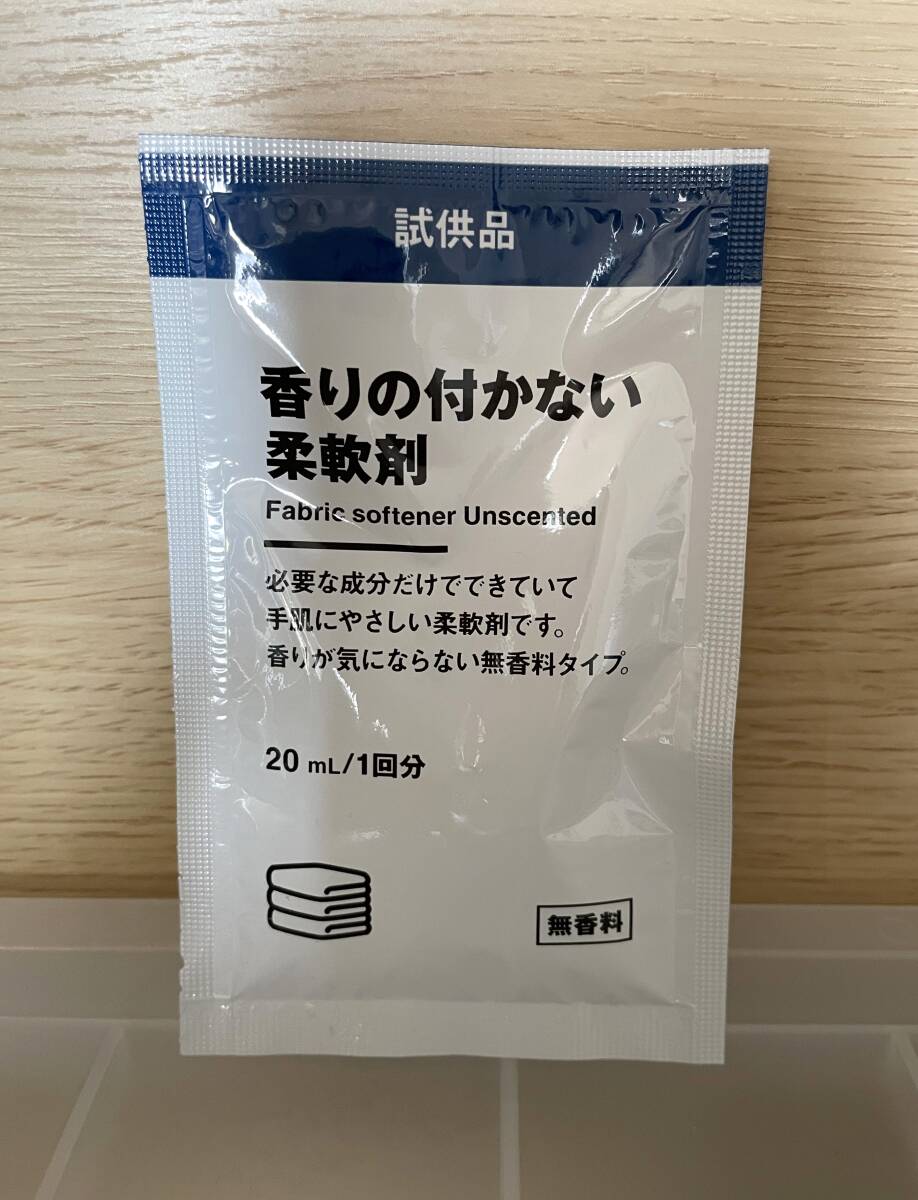 試供品
香りの付かない
柔軟剤
Fabric softener Unscented
必要な成分だけでできていて
手肌にやさしい柔軟剤です。
香りが気にならない無香料タイプ。
20 mL/1回分
無香料